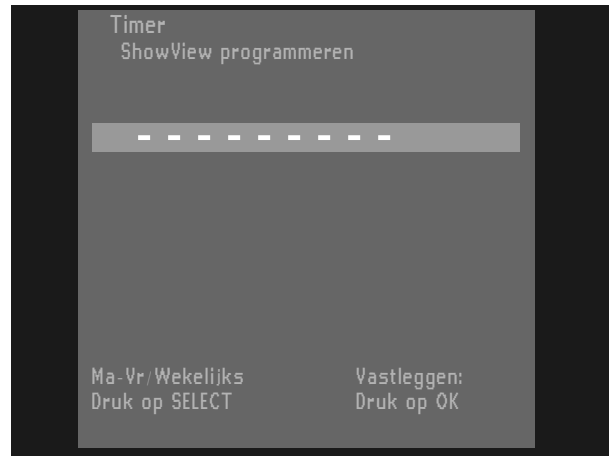 Timer
ShowView programmeren
- - - - - - - - -
Ma-Vr/Wekelijks
Druk op SELECT
Vastleggen:
Druk op OK